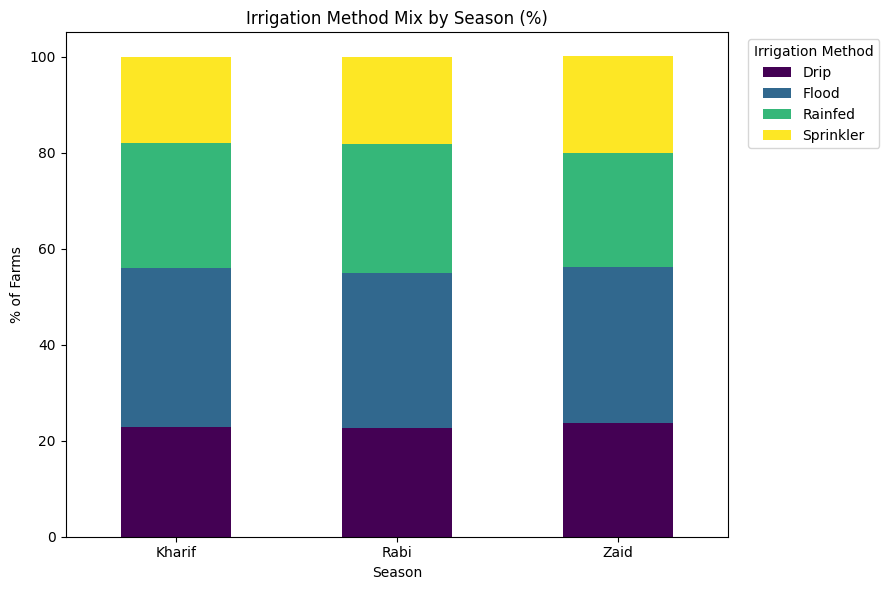 Irrigation Method Mix by Season (%)
% of Farms
100
80
60
40
20
0
Kharif
Rabi
Zaid
Season
Irrigation Method
Drip
Flood
Rainfed
Sprinkler